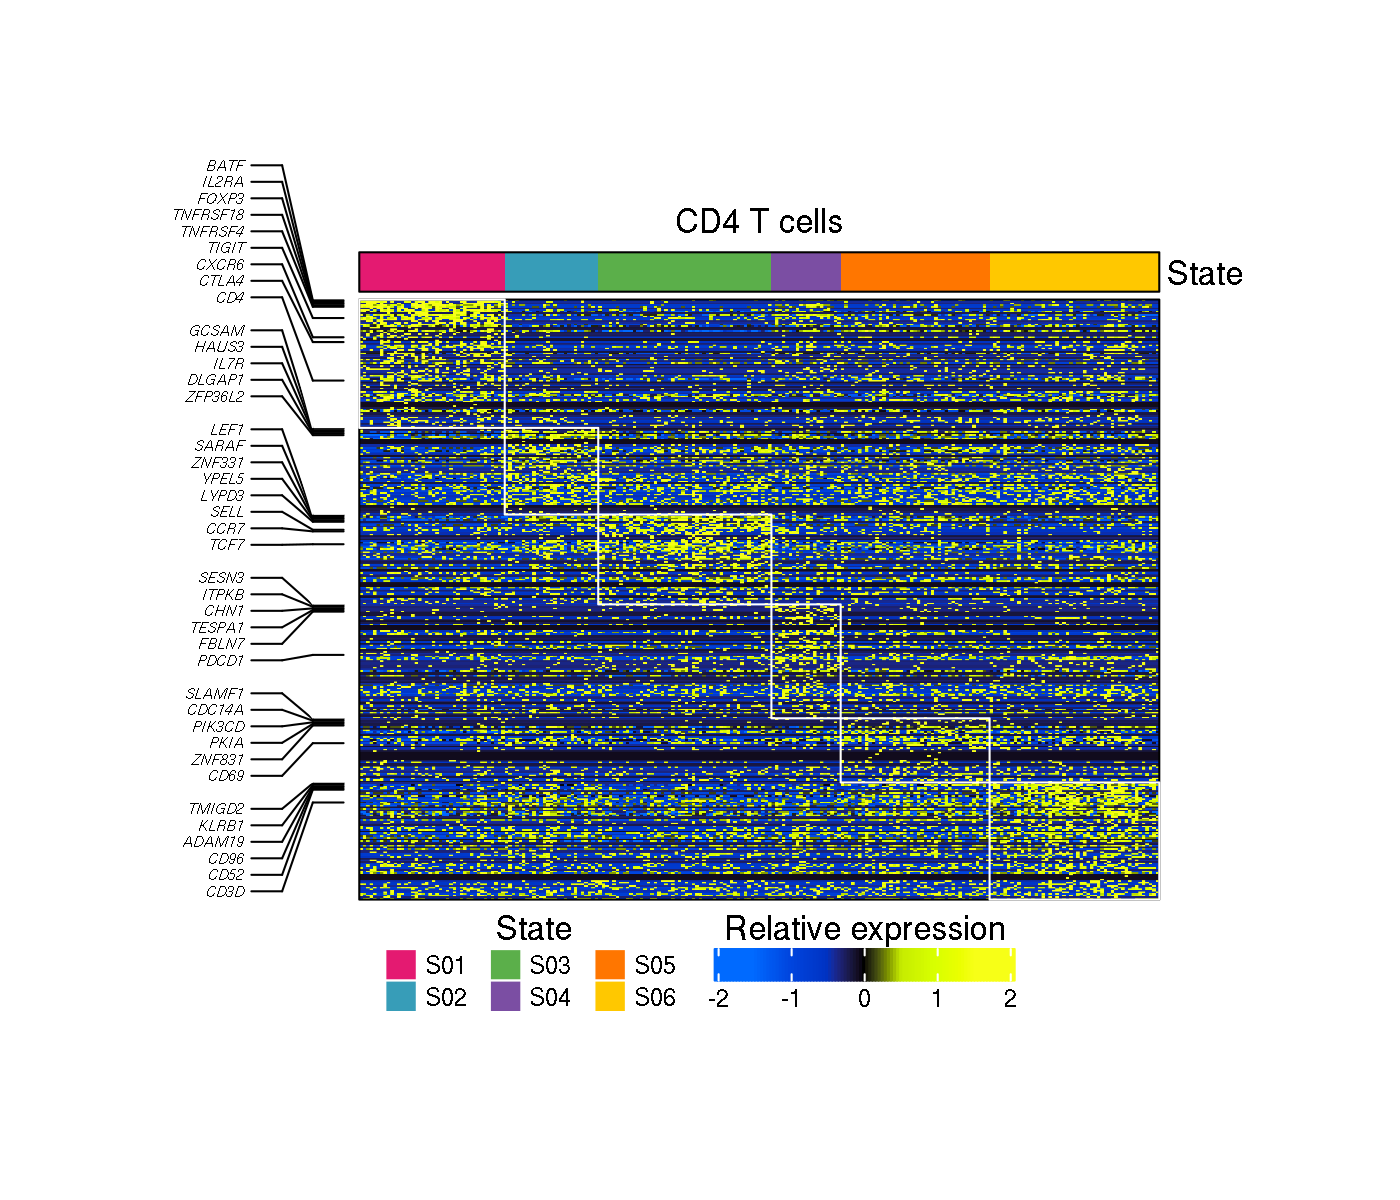 CD4 T cells
State
BATF
IL2RA
FOXP3
TNFRSF18
TNFRSF4
TIGIT
CXCR6
CTLA4
CD4
GCSAM
HAUS3
IL7R
DLGAP1
ZFP36L2
LEF1
SARAF
ZNF331
YPEL5
LYPD3
SELL
CCR7
TCF7
SESN3
ITPKB
CHN1
TESPA1
FBLN7
PDCD1
SLAMF1
CDC14A
PIK3CD
PKIA
ZNF831
CD69
TMIGD2
KLRB1
ADAM19
CD96
CD52
CD3D
State
S01 S03 S05
S02 S04 S06
Relative expression
-2 -1 0 1 2